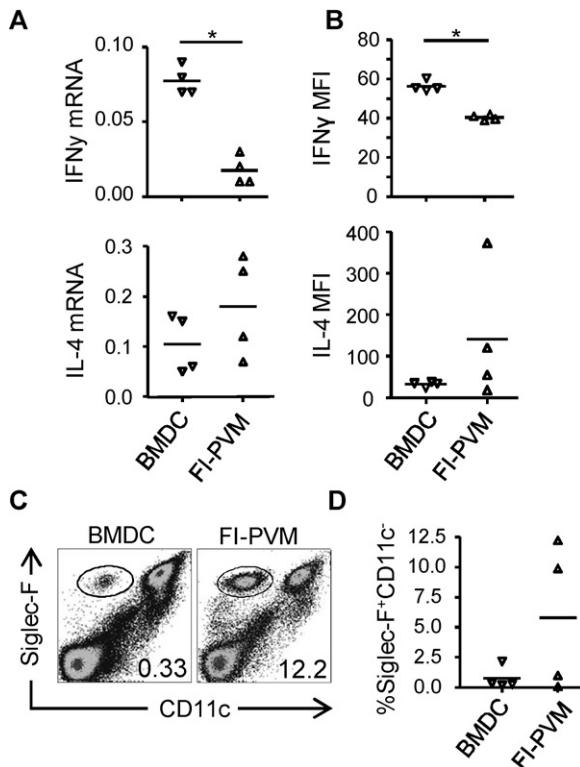 A
*
IFNγ mRNA
0.10
0.05
0.00
IL-4 mRNA
0.3
0.2
0.1
0.0
BMDC
FI-PVM
B
*
IFNγ MFI
80
60
40
20
0
IL-4 MFI
400
300
200
100
0
BMDC
FI-PVM
C
BMDC
FI-PVM
Siglec-F
0.33
12.2
CD11c
D
%Siglec-F⁺CD11c⁻
12.5
10.0
7.5
5.0
2.5
0.0
BMDC
FI-PVM